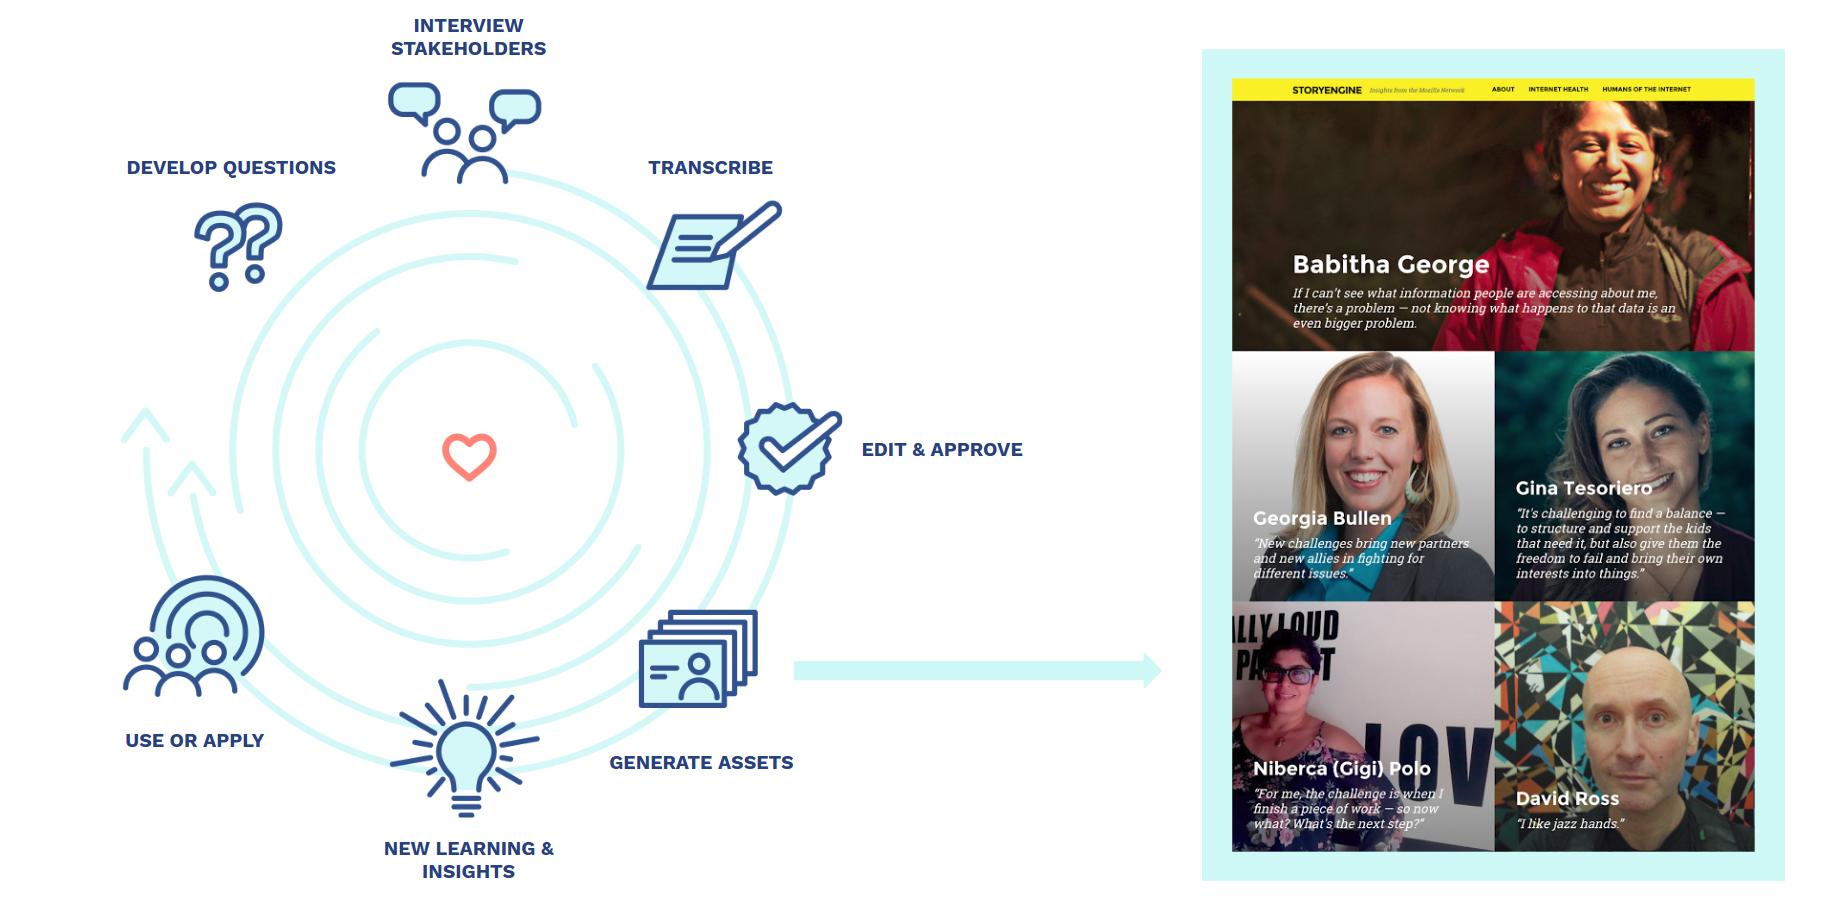 INTERVIEW
STAKEHOLDERS
DEVELOP QUESTIONS
TRANSCRIBE
EDIT & APPROVE
GENERATE ASSETS
NEW LEARNING &
INSIGHTS
USE OR APPLY
STORYENGINE Insights from the Mozilla Network ABOUT INTERNET HEALTH HUMANS OF THE INTERNET
Babitha George
If I can't see what information people are accessing about me,
there's a problem — not knowing what happens to that data is an
even bigger problem.
Georgia Bullen
"New challenges bring new partners
and new allies in fighting for
different issues."
Gina Tesoriero
"It's challenging to find a balance —
to structure and support the kids
that need it, but also give them the
freedom to fail and bring their own
interests into things."
ALLY LOUD
LOV
Niberca (Gigi) Polo
"For me, the challenge is when I
finish a piece of work — so now
what? What's the next step?"
David Ross
"I like jazz hands."